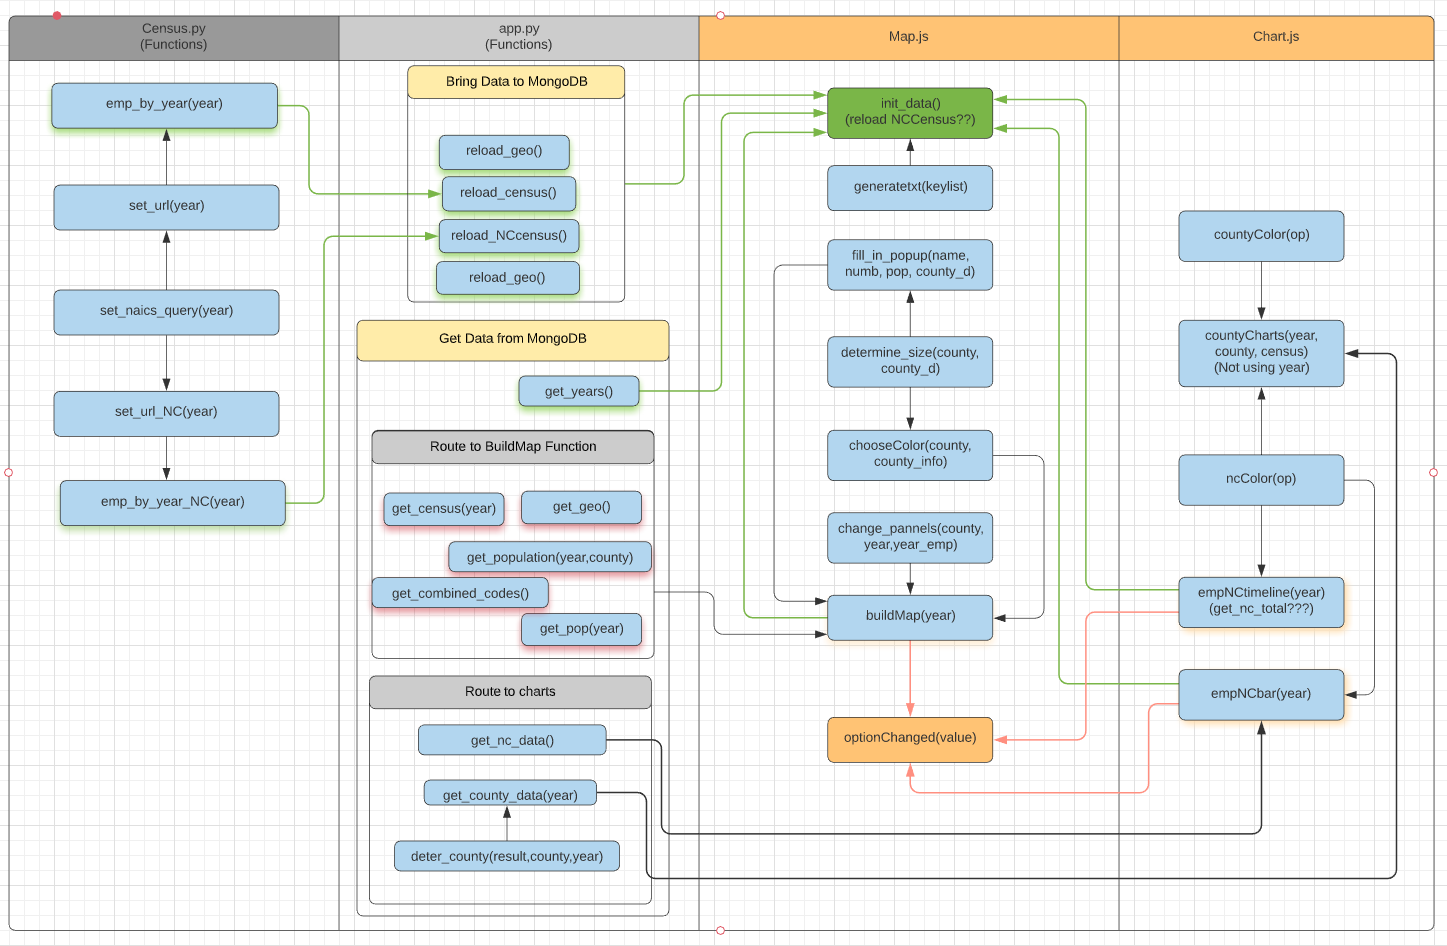 Census.py
(Functions)
app.py
(Functions)
Map.js
Chart.js
emp_by_year(year)
set_url(year)
set_naics_query(year)
set_url_NC(year)
emp_by_year_NC(year)
Bring Data to MongoDB
reload_geo()
reload_census()
reload_NCcensus()
reload_geo()
Get Data from MongoDB
get_years()
Route to BuildMap Function
get_census(year)
get_geo()
get_population(year,county)
get_combined_codes()
get_pop(year)
Route to charts
get_nc_data()
get_county_data(year)
deter_county(result,county,year)
init_data()
(reload NCCensus??)
generatetxt(keylist)
fill_in_popup(name,
numb, pop, county_d)
determine_size(county,
county_d)
chooseColor(county,
county_info)
change_pannels(county,
year,year_emp)
buildMap(year)
optionChanged(value)
countyColor(op)
countyCharts(year,
county, census)
(Not using year)
ncColor(op)
empNCtimeline(year)
(get_nc_total???)
empNCbar(year)